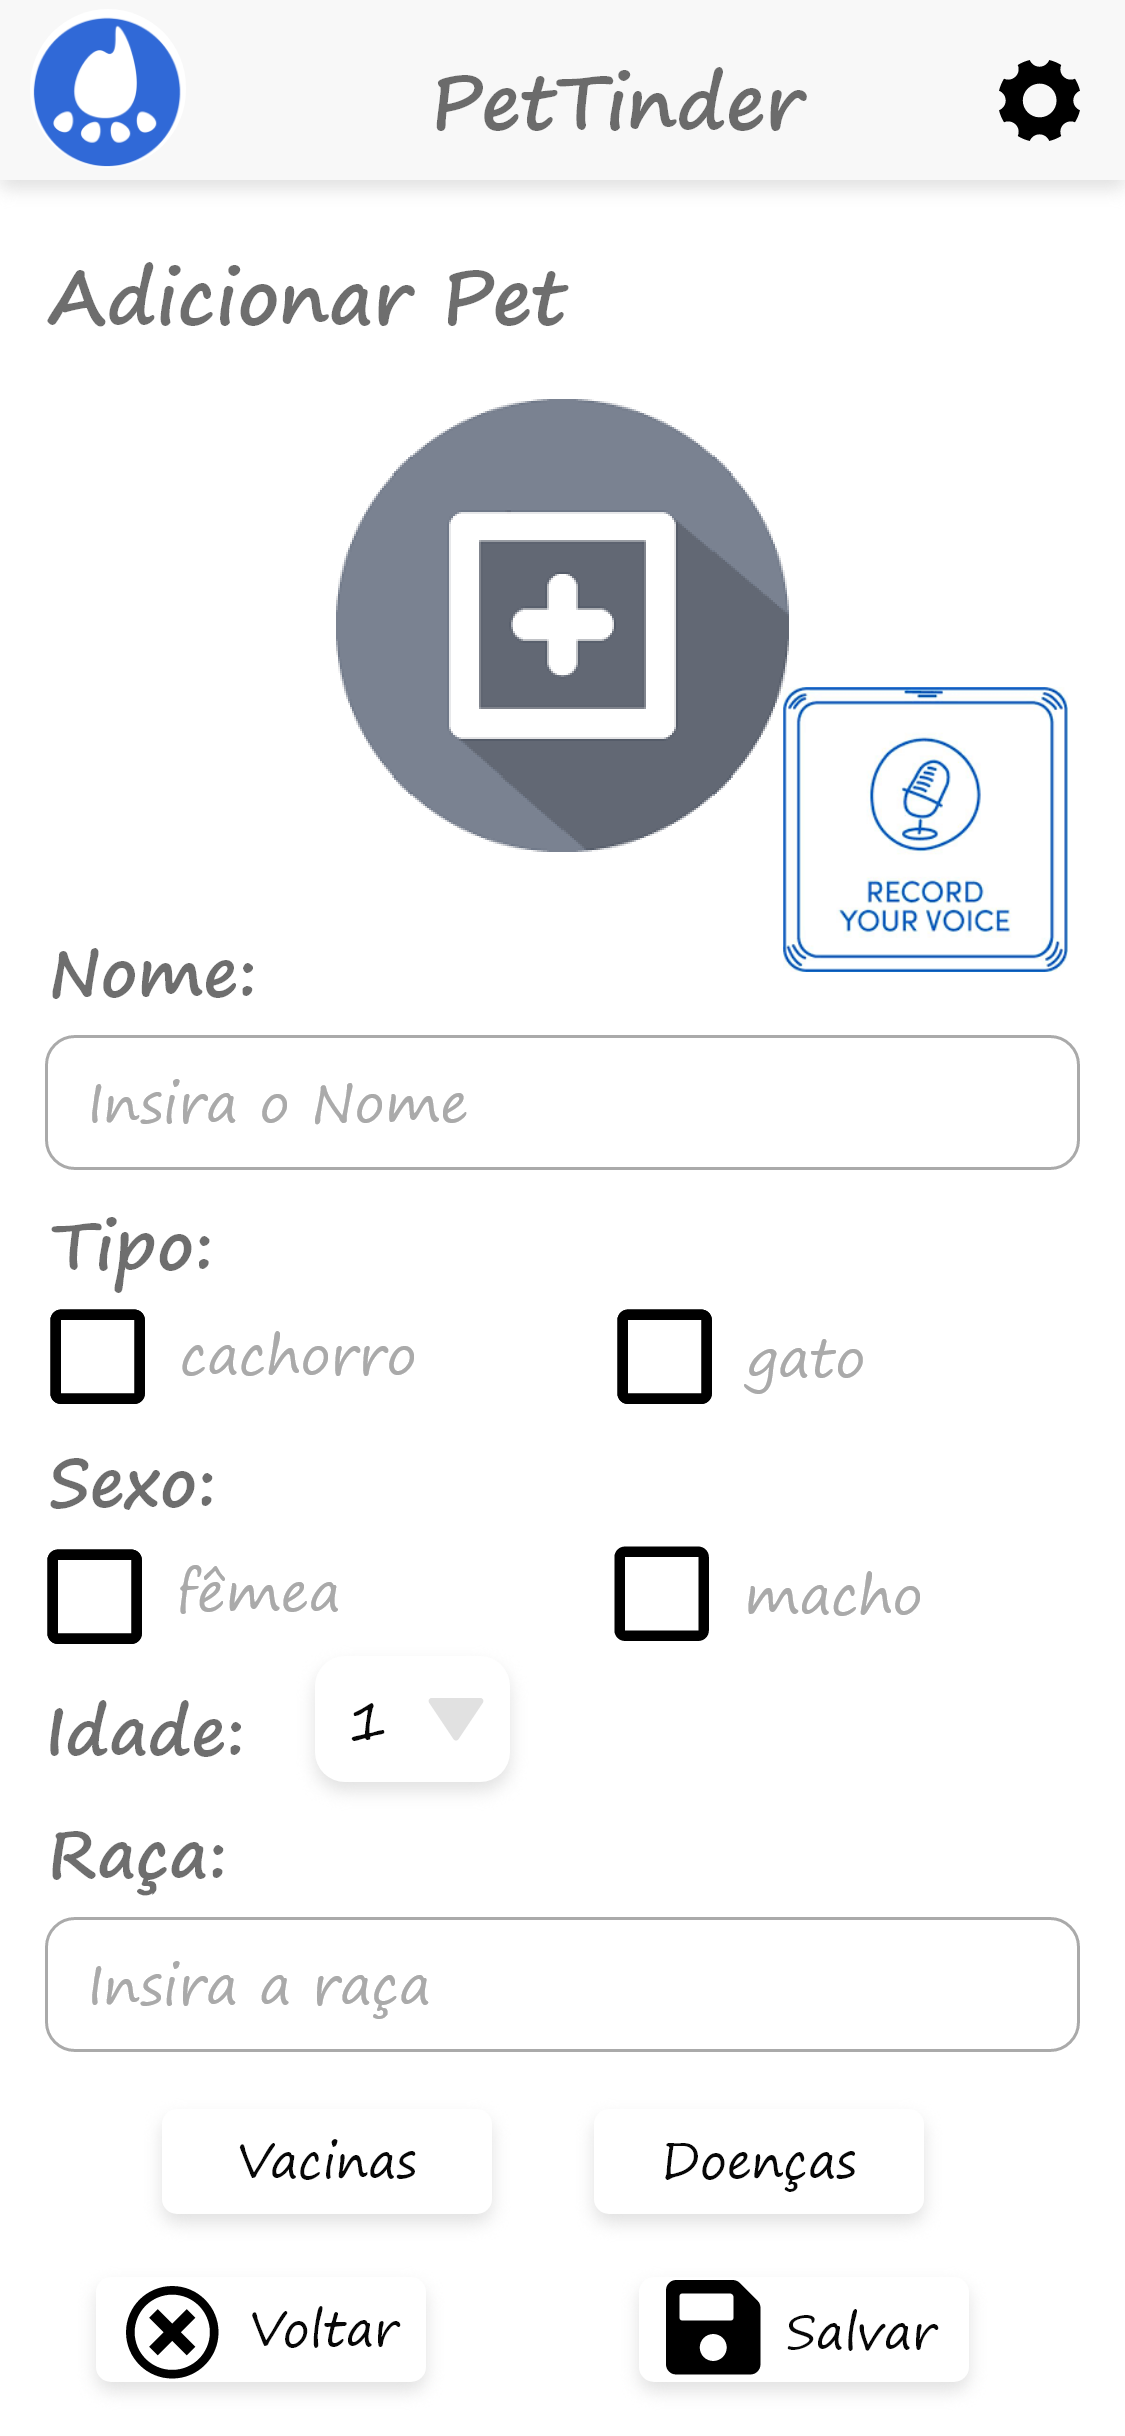 PetTinder
Adicionar Pet
RECORD
YOUR VOICE
Nome:
Insira o Nome
Tipo:
cachorro
gato
Sexo:
fêmea
macho
Idade:
1
Raça:
Insira a raça
Vacinas
Doenças
Voltar
Salvar